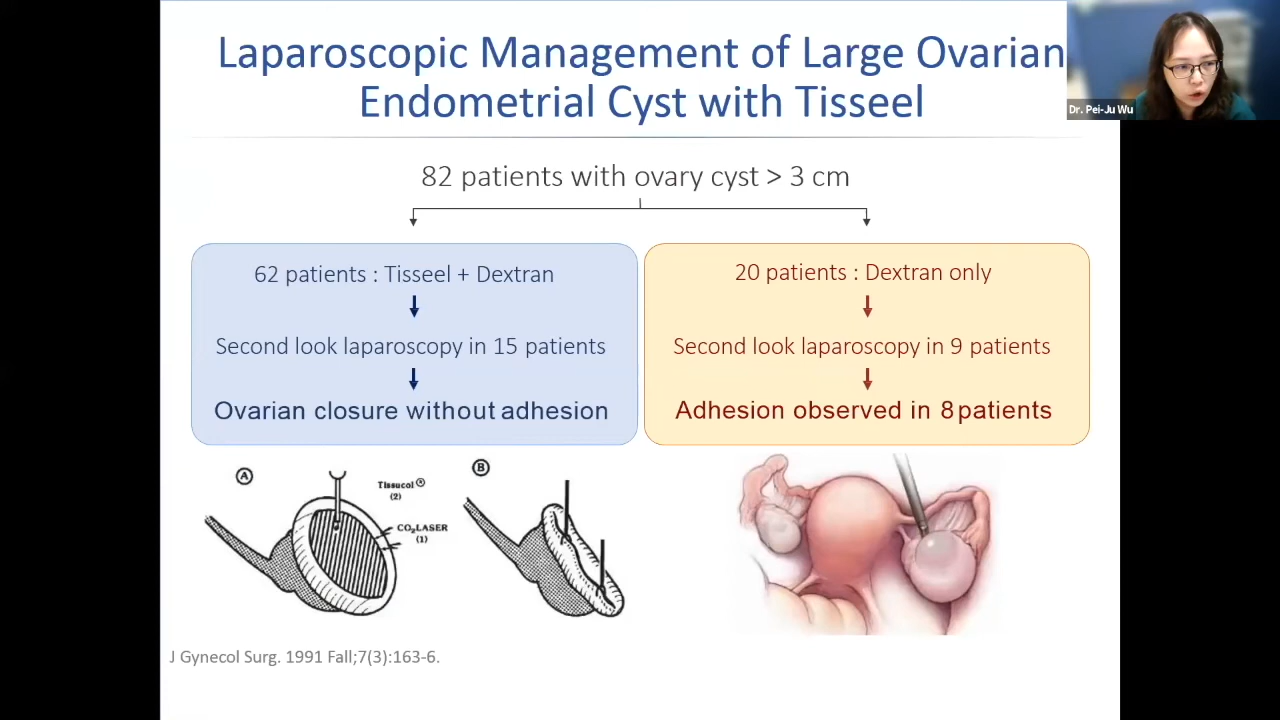 Laparoscopic Management of Large Ovarian
Endometrial Cyst with Tisseel
Dr. Pei-Ju Wu
82 patients with ovary cyst > 3 cm
62 patients : Tisseel + Dextran
Second look laparoscopy in 15 patients
Ovarian closure without adhesion
20 patients : Dextran only
Second look laparoscopy in 9 patients
Adhesion observed in 8 patients
A
Tissucol®
(2)
CO₂LASER
(1)
B
J Gynecol Surg. 1991 Fall;7(3):163-6.